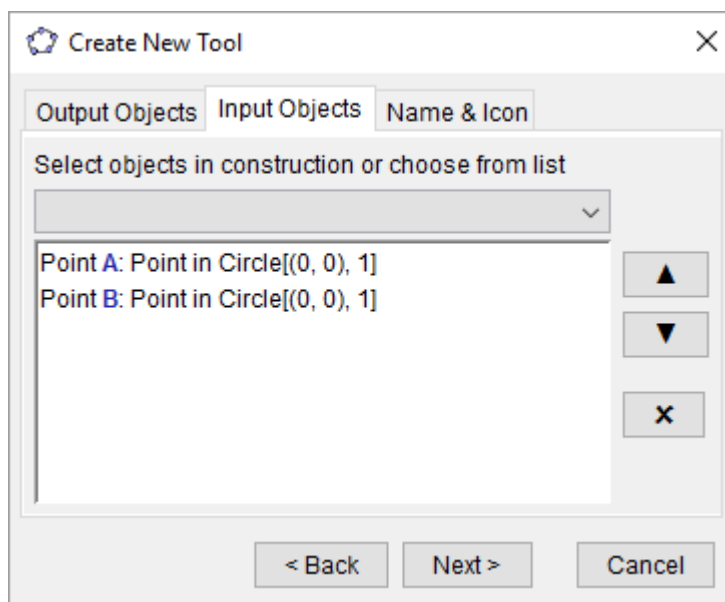 Create New Tool
Output Objects Input Objects Name & Icon
Select objects in construction or choose from list
Point A: Point in Circle[(0, 0), 1]
Point B: Point in Circle[(0, 0), 1]
< Back Next > Cancel